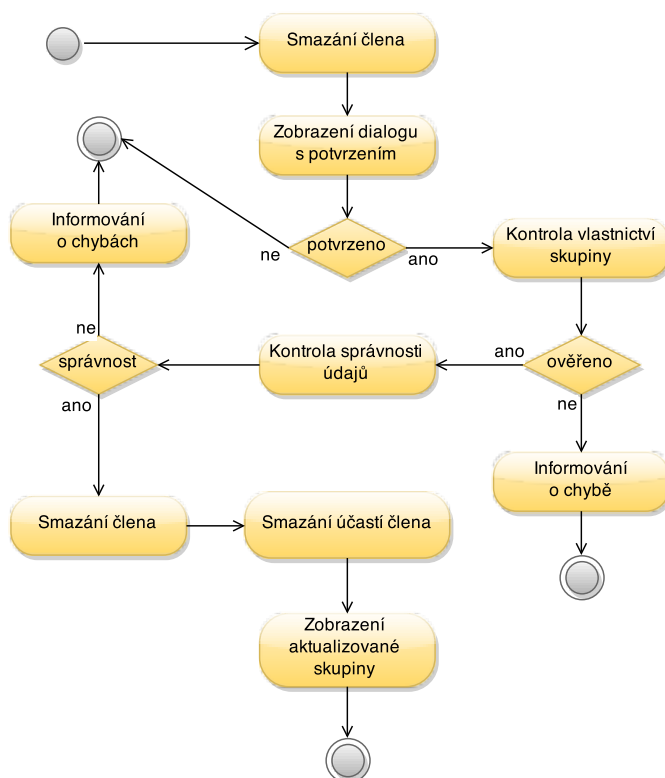 Smazání člena
Zobrazení dialogu
s potvrzením
Informování
o chybách
potvrzeno
ne
ano
Kontrola vlastnictví
skupiny
ne
správnost
ano
Kontrola správnosti
údajů
ano
ověřeno
ne
Informování
o chybě
Smazání člena
Smazání účastí člena
Zobrazení
aktualizované
skupiny